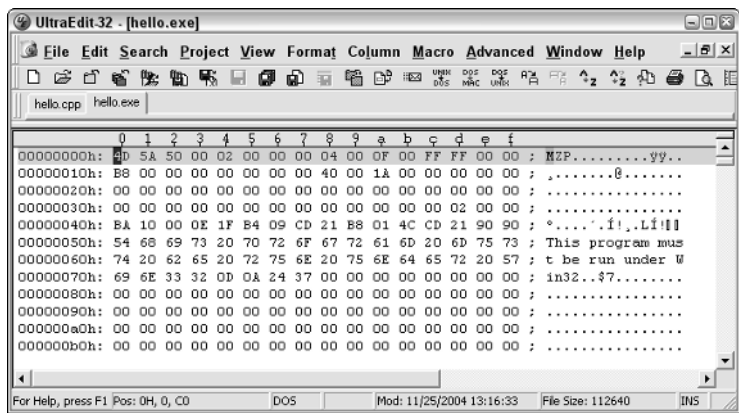 UltraEdit-32 - [hello.exe]
File Edit Search Project View Format Column Macro Advanced Window Help
UNIX DOS DOS MAC DOS UNIX
hello.cpp hello.exe
0 1 2 3 4 5 6 7 8 9 a b c d e f
00000000h: 4D 5A 50 00 02 00 00 00 04 00 0F 00 FF FF 00 00 ; MZP.........ÿÿ..
00000010h: B8 00 00 00 00 00 00 00 40 00 1A 00 00 00 00 00 ; ¸.......@.......
00000020h: 00 00 00 00 00 00 00 00 00 00 00 00 00 00 00 00 ; ................
00000030h: 00 00 00 00 00 00 00 00 00 00 00 00 00 02 00 00 ; ................
00000040h: BA 10 00 0E 1F B4 09 CD 21 B8 01 4C CD 21 90 90 ; º....´.Í!¸.LÍ!
00000050h: 54 68 69 73 20 70 72 6F 67 72 61 6D 20 6D 75 73 ; This program mus
00000060h: 74 20 62 65 20 72 75 6E 20 75 6E 64 65 72 20 57 ; t be run under W
00000070h: 69 6E 33 32 0D 0A 24 37 00 00 00 00 00 00 00 00 ; in32..$7........
00000080h: 00 00 00 00 00 00 00 00 00 00 00 00 00 00 00 00 ; ................
00000090h: 00 00 00 00 00 00 00 00 00 00 00 00 00 00 00 00 ; ................
000000a0h: 00 00 00 00 00 00 00 00 00 00 00 00 00 00 00 00 ; ................
000000b0h: 00 00 00 00 00 00 00 00 00 00 00 00 00 00 00 00 ; ................
For Help, press F1 Pos: 0H, 0, C0 DOS Mod: 11/25/2004 13:16:33 File Size: 112640 INS